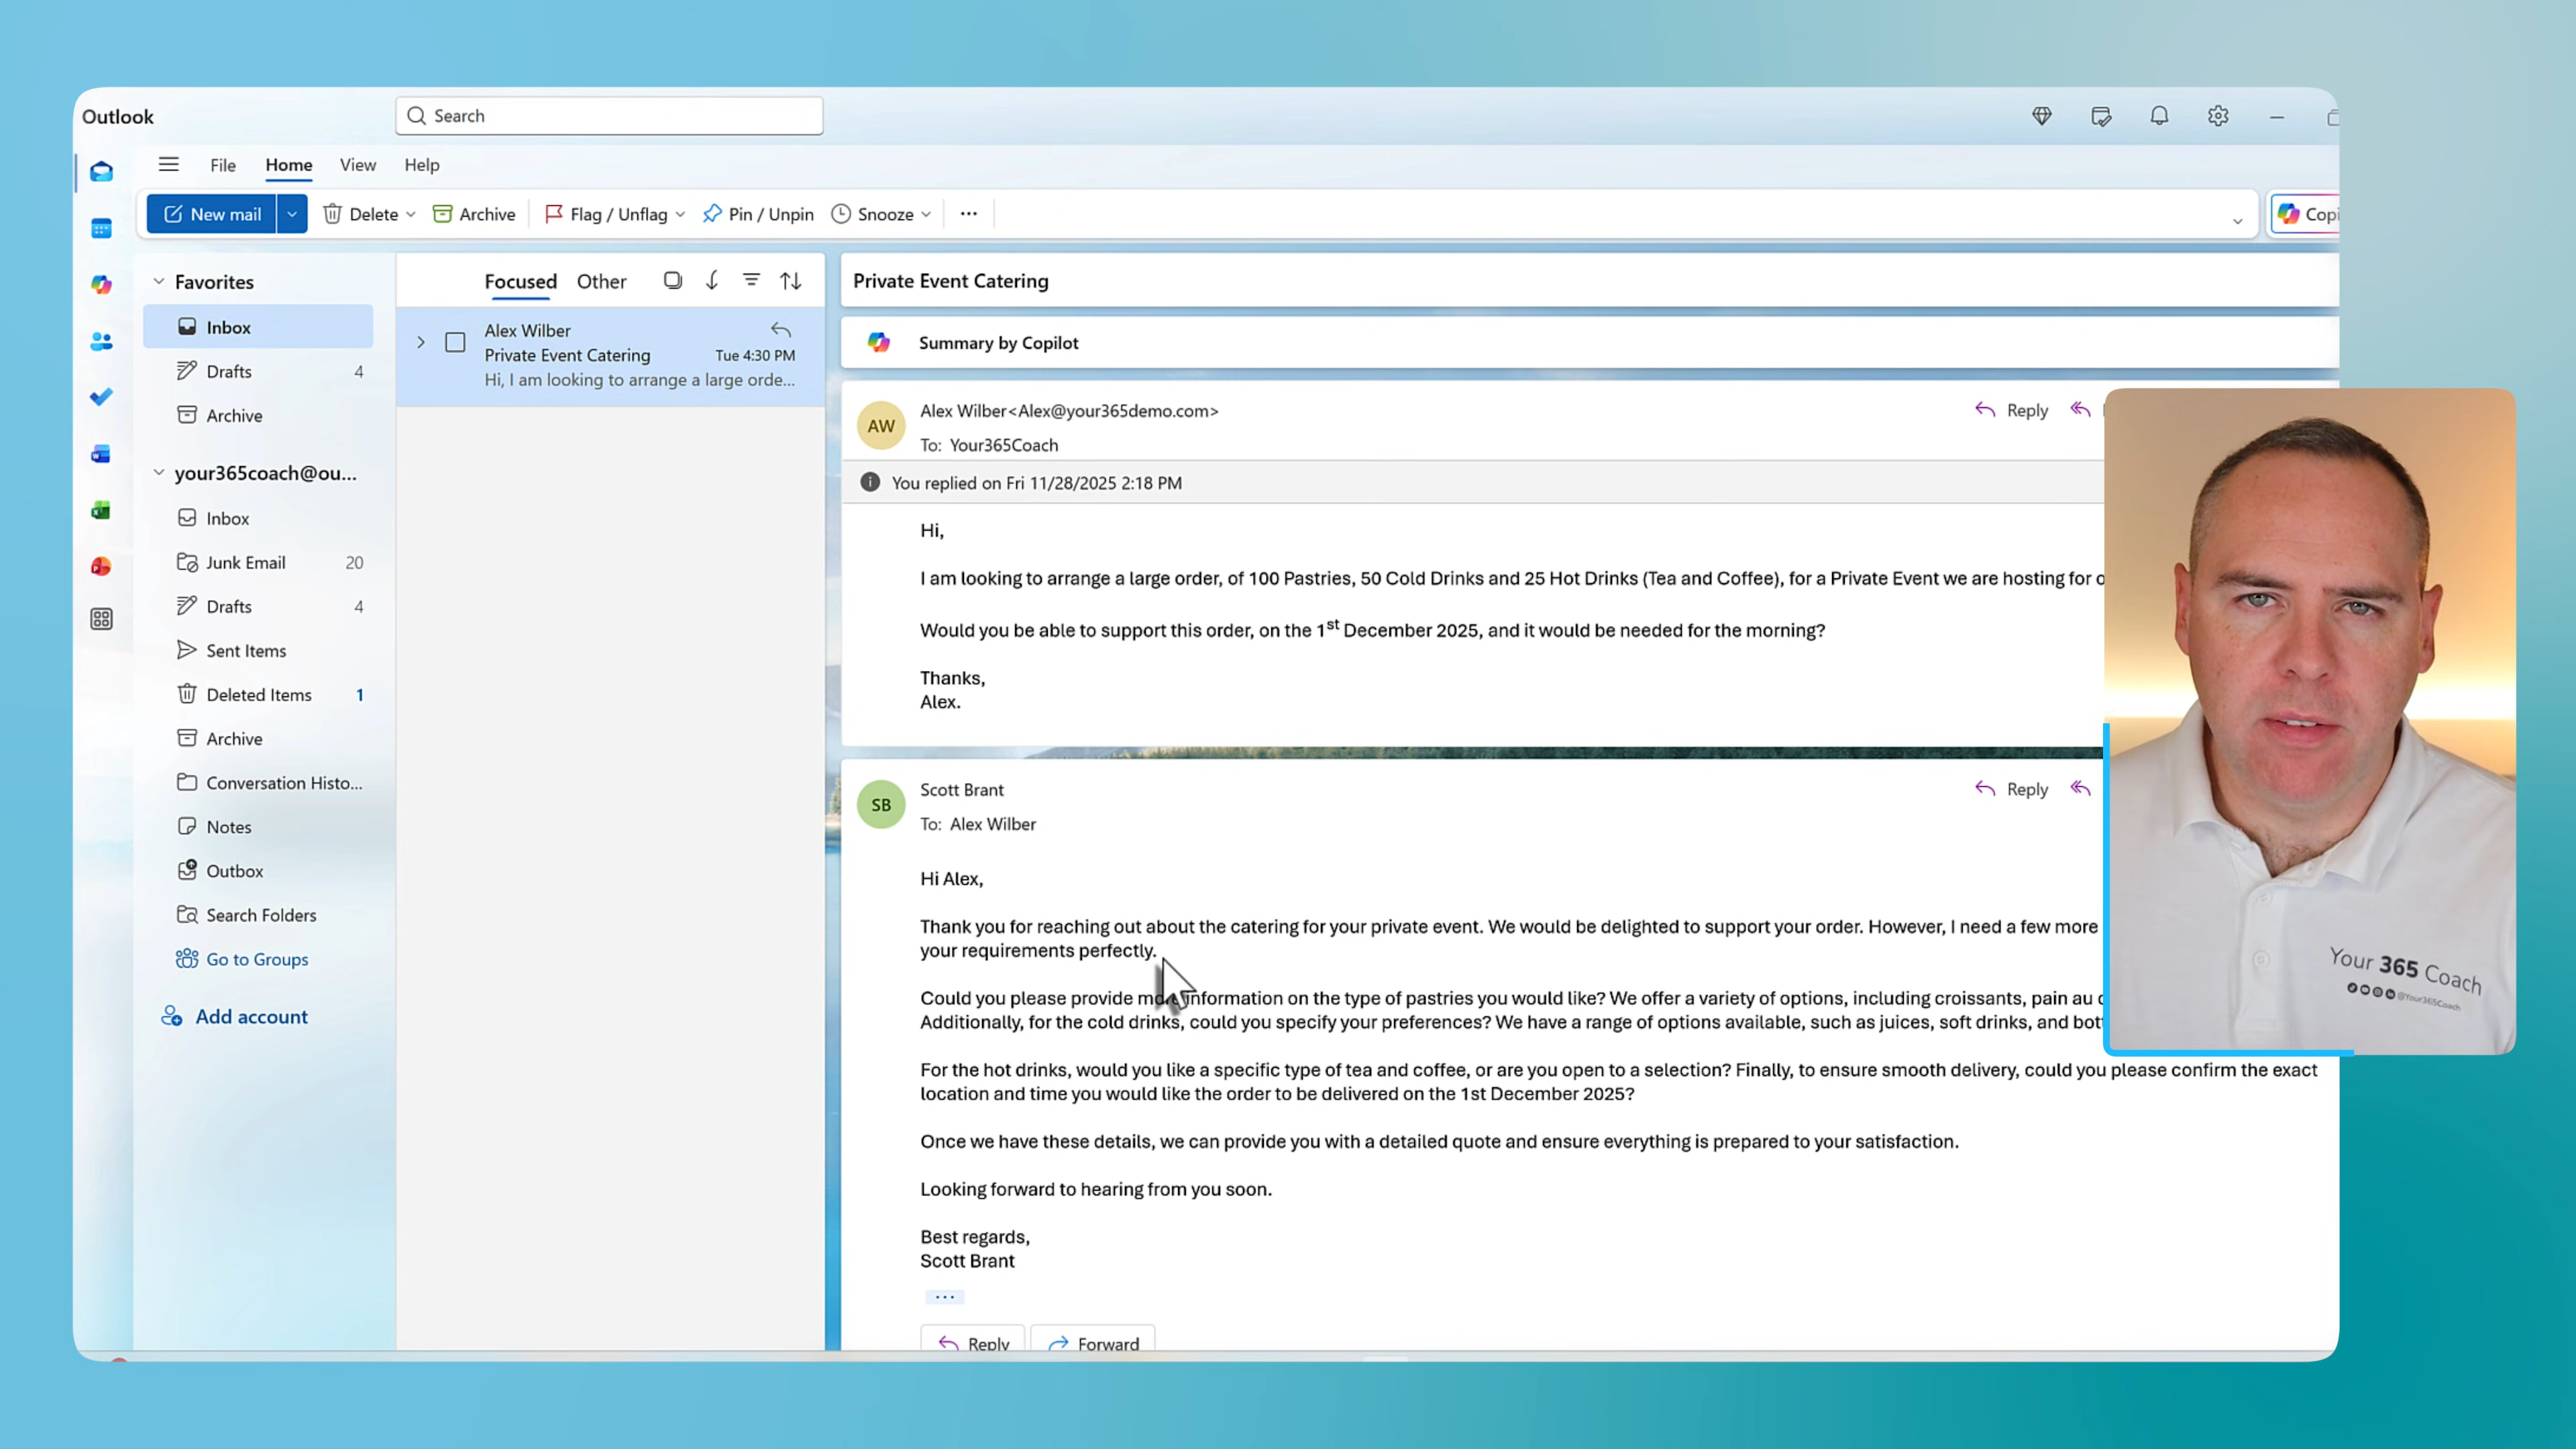 Outlook
Search
File Home View Help
New mail
Delete
Archive
Flag / Unflag
Pin / Unpin
Snooze
...
Favorites
Inbox
Drafts 4
Archive
your365coach@ou...
Inbox
Junk Email 20
Drafts 4
Sent Items
Deleted Items 1
Archive
Conversation Histo...
Notes
Outbox
Search Folders
Go to Groups
Add account
Focused Other
Alex Wilber
Private Event Catering Tue 4:30 PM
Hi, I am looking to arrange a large orde...
Private Event Catering
Summary by Copilot
AW
Alex Wilber<Alex@your365demo.com>
Reply
To: Your365Coach
You replied on Fri 11/28/2025 2:18 PM
Hi,
I am looking to arrange a large order, of 100 Pastries, 50 Cold Drinks and 25 Hot Drinks (Tea and Coffee), for a Private Event we are hosting for
Would you be able to support this order, on the 1st December 2025, and it would be needed for the morning?
Thanks,
Alex.
SB
Scott Brant
Reply
To: Alex Wilber
Hi Alex,
Thank you for reaching out about the catering for your private event. We would be delighted to support your order. However, I need a few more
your requirements perfectly.
Could you please provide more information on the type of pastries you would like? We offer a variety of options, including croissants, pain au
Additionally, for the cold drinks, could you specify your preferences? We have a range of options available, such as juices, soft drinks, and
For the hot drinks, would you like a specific type of tea and coffee, or are you open to a selection? Finally, to ensure smooth delivery, could you please confirm the exact
location and time you would like the order to be delivered on the 1st December 2025?
Once we have these details, we can provide you with a detailed quote and ensure everything is prepared to your satisfaction.
Looking forward to hearing from you soon.
Best regards,
Scott Brant
...
Reply
Forward
Your 365 Coach
@Your365Coach